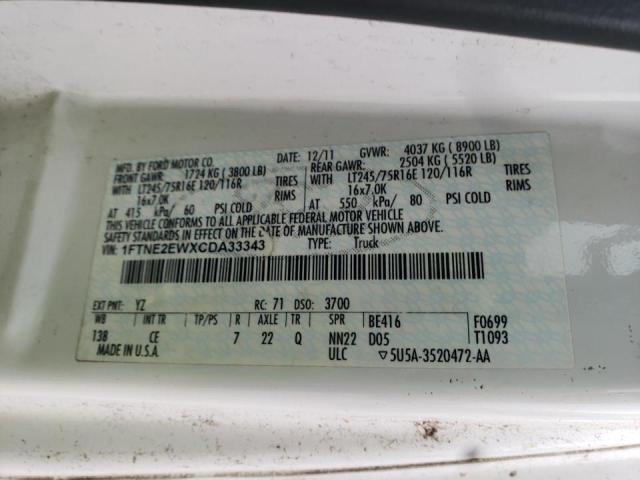 MFD. BY FORD MOTOR CO. DATE: 12/11 GVWR: 4037 KG ( 8900 LB)
FRONT GAWR: 1724 KG ( 3800 LB) REAR GAWR: 2504 KG ( 5520 LB)
WITH LT245/75R16E 120/116R TIRES WITH LT245/75R16E 120/116R TIRES
16x7.0K RIMS 16x7.0K RIMS
AT 415 kPa/ 60 PSI COLD AT 550 kPa/ 80 PSI COLD
THIS VEHICLE CONFORMS TO ALL APPLICABLE FEDERAL MOTOR VEHICLE
SAFETY STANDARDS IN EFFECT ON THE DATE OF MANUFACTURE SHOWN ABOVE.
VIN: 1FTNE2EWXCDA33343 TYPE: Truck
EXT PNT: YZ RC: 71 DSO: 3700
WB INT TR TP/PS R AXLE TR SPR BE416 F0699
138 CE 7 22 Q NN22 D05 T1093
MADE IN U.S.A. ULC 5U5A-3520472-AA